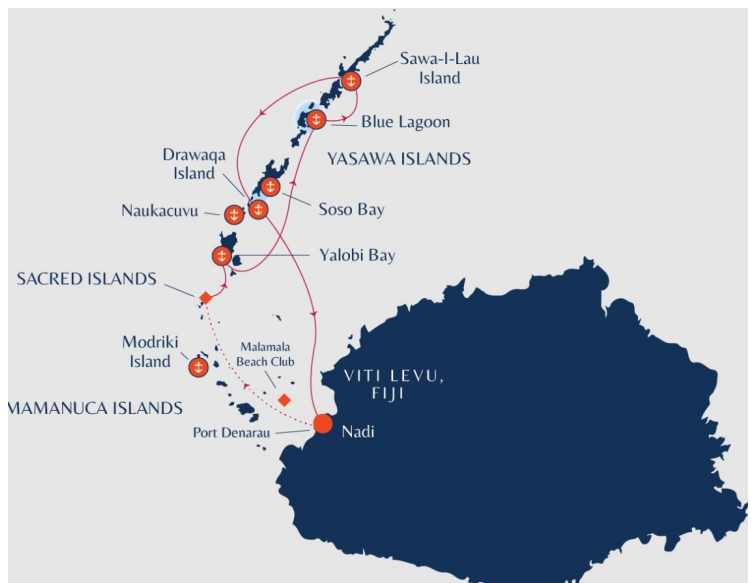 Sawa-I-Lau
Island
Blue Lagoon
YASAWA ISLANDS
Drawaqa
Island
Naukacuvu
Soso Bay
Yalobi Bay
SACRED ISLANDS
Modriki
Island
Malamala
Beach Club
VITI LEVU,
FIJI
MAMANUCA ISLANDS
Port Denarau
Nadi